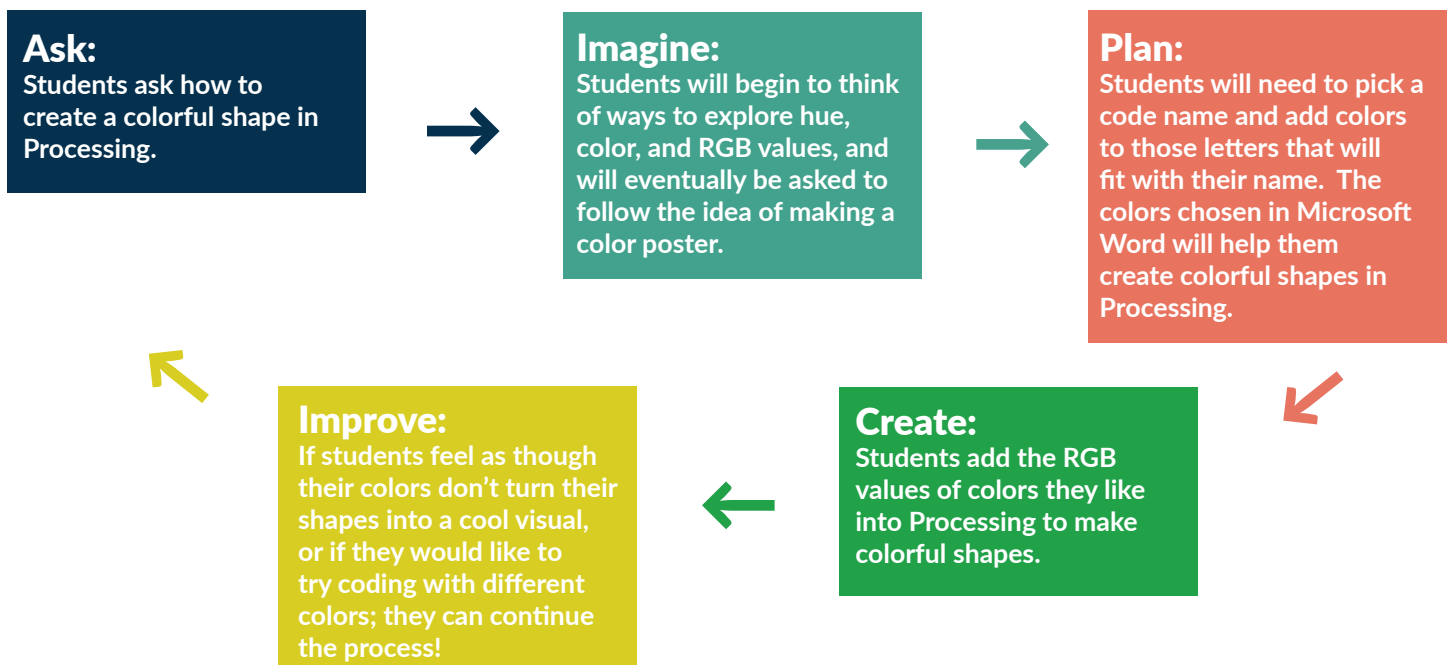 Ask:
Students ask how to
create a colorful shape in
Processing.
Imagine:
Students will begin to think
of ways to explore hue,
color, and RGB values, and
will eventually be asked to
follow the idea of making a
color poster.
Plan:
Students will need to pick a
code name and add colors
to those letters that will
fit with their name.  The
colors chosen in Microsoft
Word will help them
create colorful shapes in
Processing.
Create:
Students add the RGB
values of colors they like
into Processing to make
colorful shapes.
Improve:
If students feel as though
their colors don’t turn their
shapes into a cool visual,
or if they would like to
try coding with different
colors; they can continue
the process!